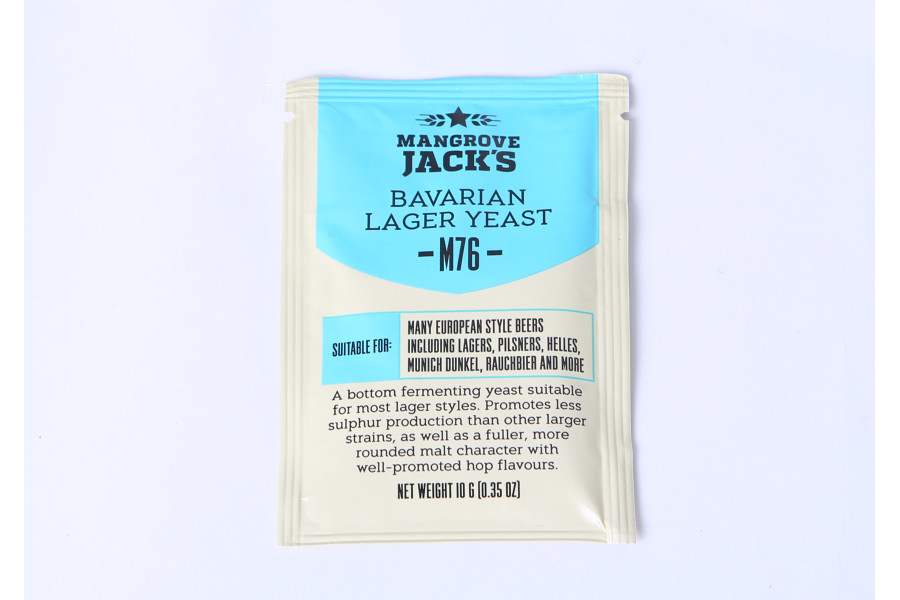 MANGROVE
JACK'S
BAVARIAN
LAGER YEAST
–M76–
SUITABLE FOR:
MANY EUROPEAN STYLE BEERS
INCLUDING LAGERS, PILSNERS, HELLES,
MUNICH DUNKEL, RAUCHBIER AND MORE
A bottom fermenting yeast suitable
for most lager styles. Promotes less
sulphur production than other larger
strains, as well as a fuller, more
rounded malt character with
well-promoted hop flavours.
NET WEIGHT 10 G (0.35 OZ)